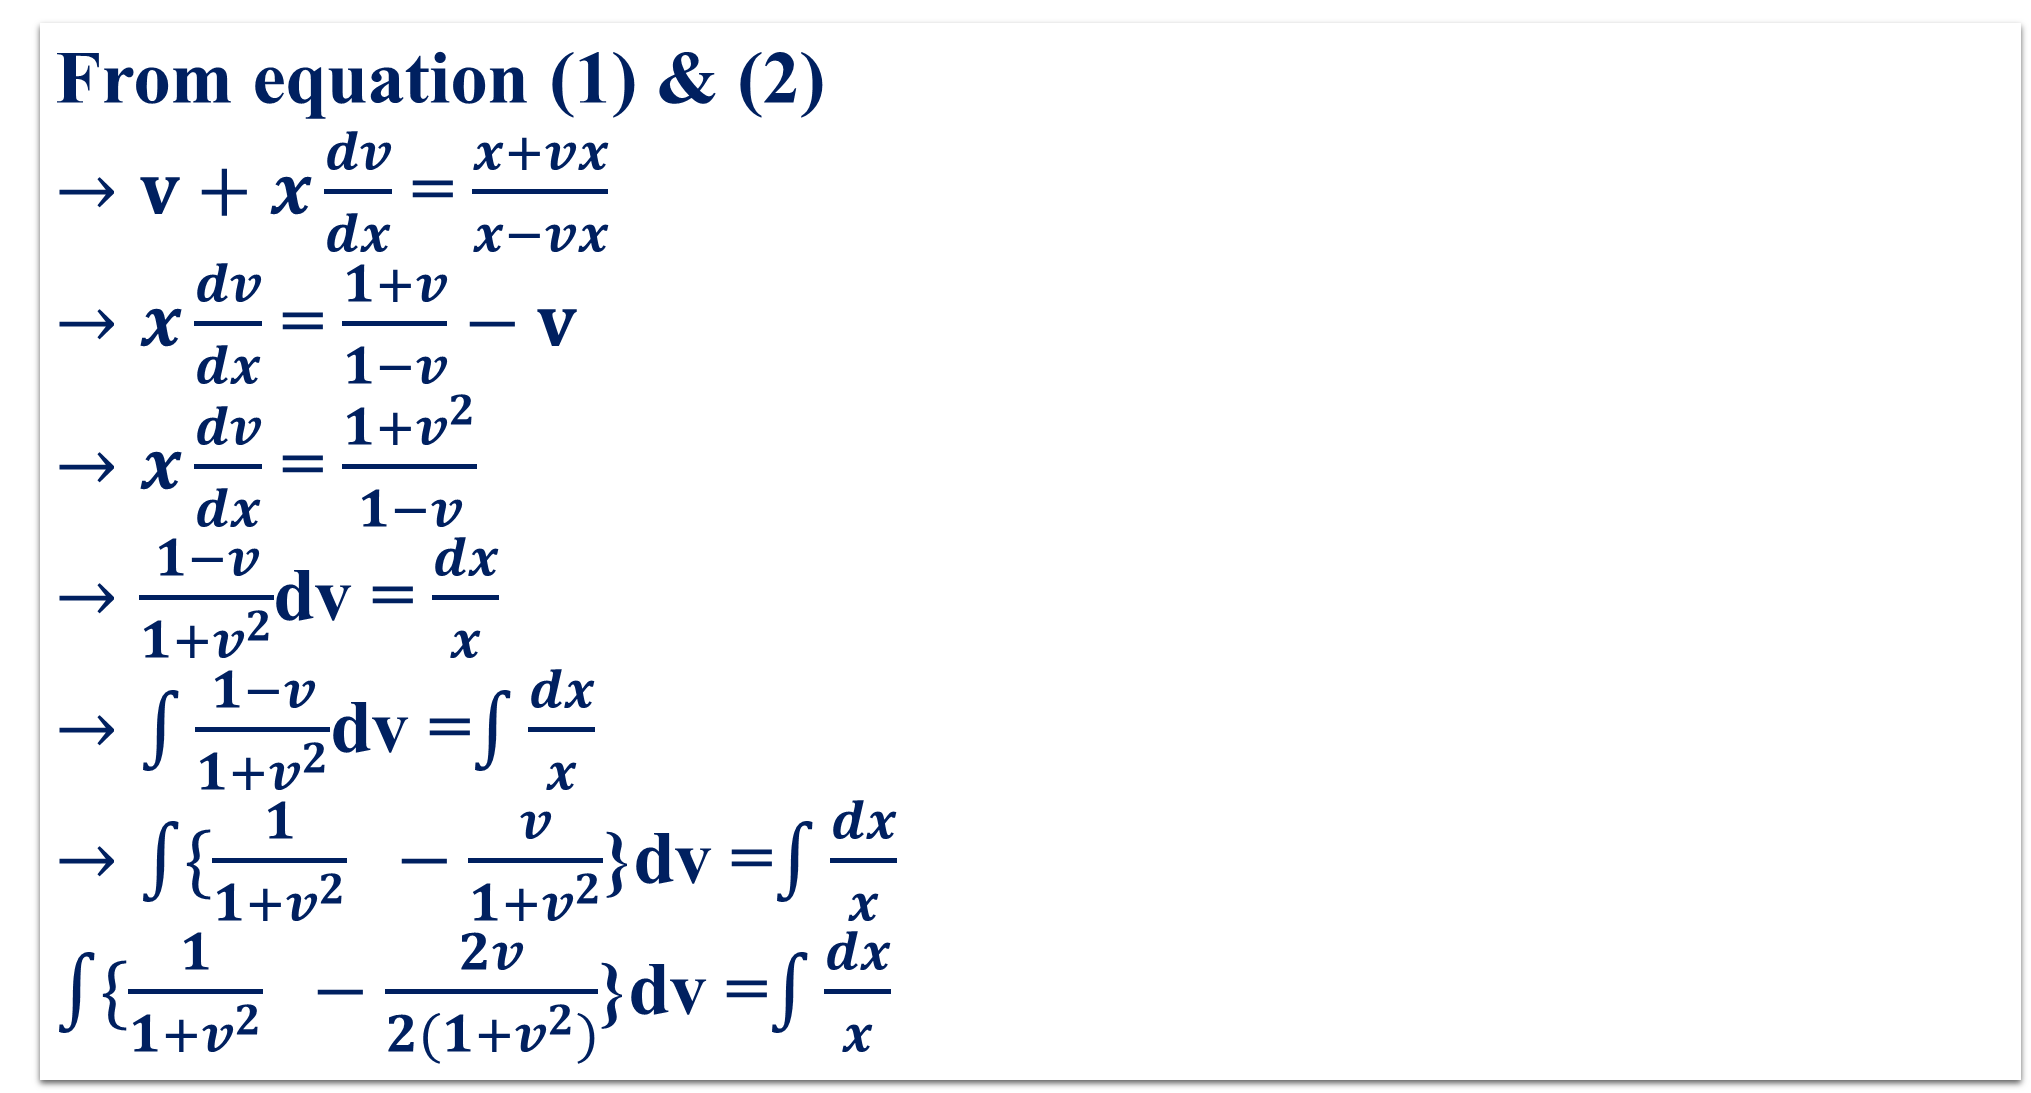 From equation (1) & (2)
→ v + x dv/dx = x+vx/x−vx
→ x dv/dx = 1+v/1−v − v
→ x dv/dx = 1+v²/1−v
→ 1−v/1+v² dv = dx/x
→ ∫ 1−v/1+v² dv =∫ dx/x
→ ∫{1/1+v² − v/1+v²}dv =∫ dx/x
∫{1/1+v² − 2v/2(1+v²)}dv =∫ dx/x